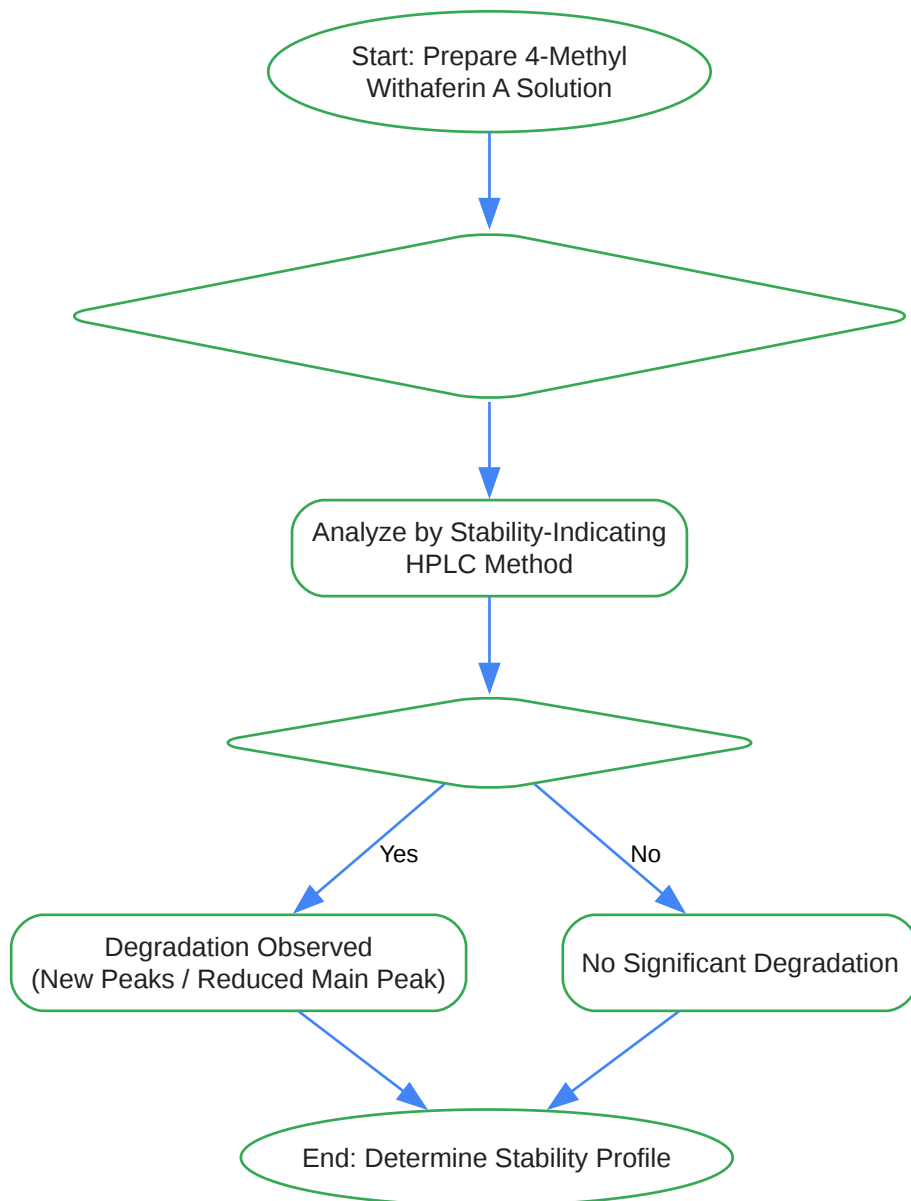 Start: Prepare 4-Methyl
Withaferin A Solution
Analyze by Stability-Indicating
HPLC Method
Yes
No
Degradation Observed
(New Peaks / Reduced Main Peak)
No Significant Degradation
End: Determine Stability Profile